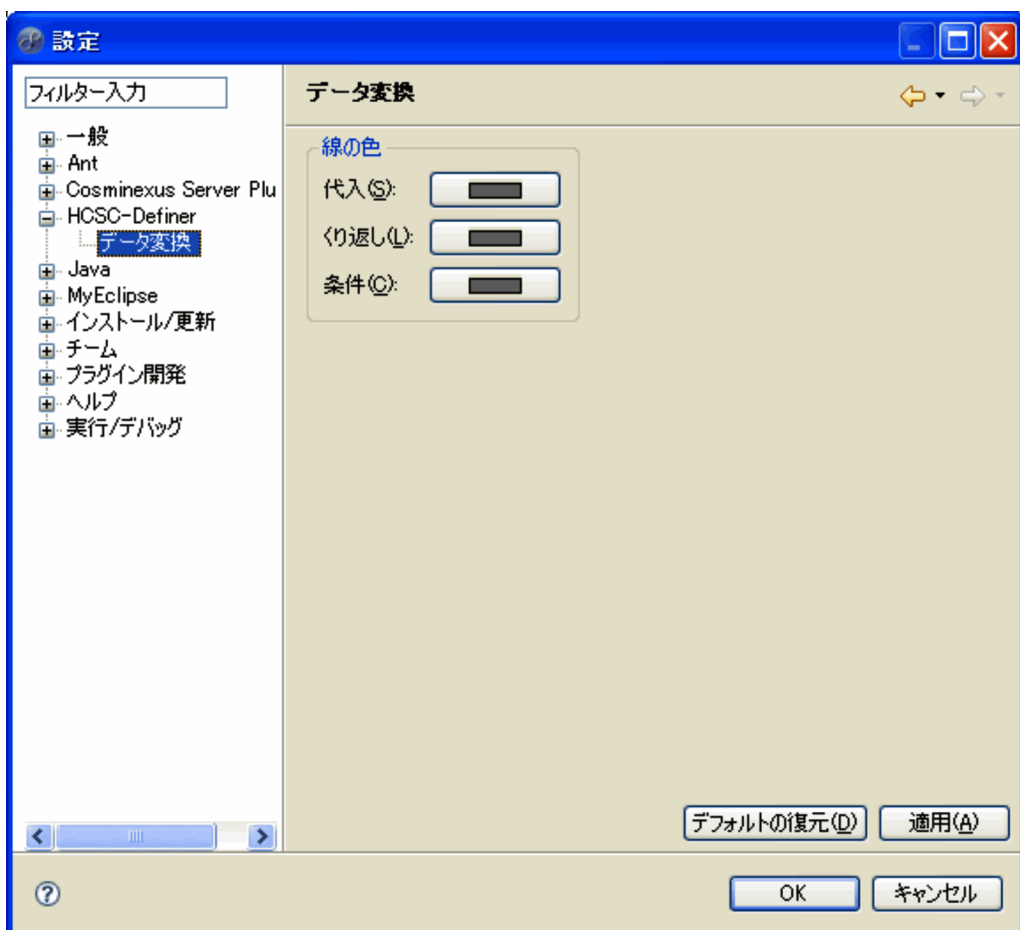 設定
フィルター入力
一般
Ant
Cosminexus Server Plu
HCSC-Definer
データ変換
Java
MyEclipse
インストール/更新
チーム
プラグイン開発
ヘルプ
実行/デバッグ
データ変換
線の色
代入(S):
くり返し(L):
条件(C):
デフォルトの復元(D)
適用(A)
OK
キャンセル